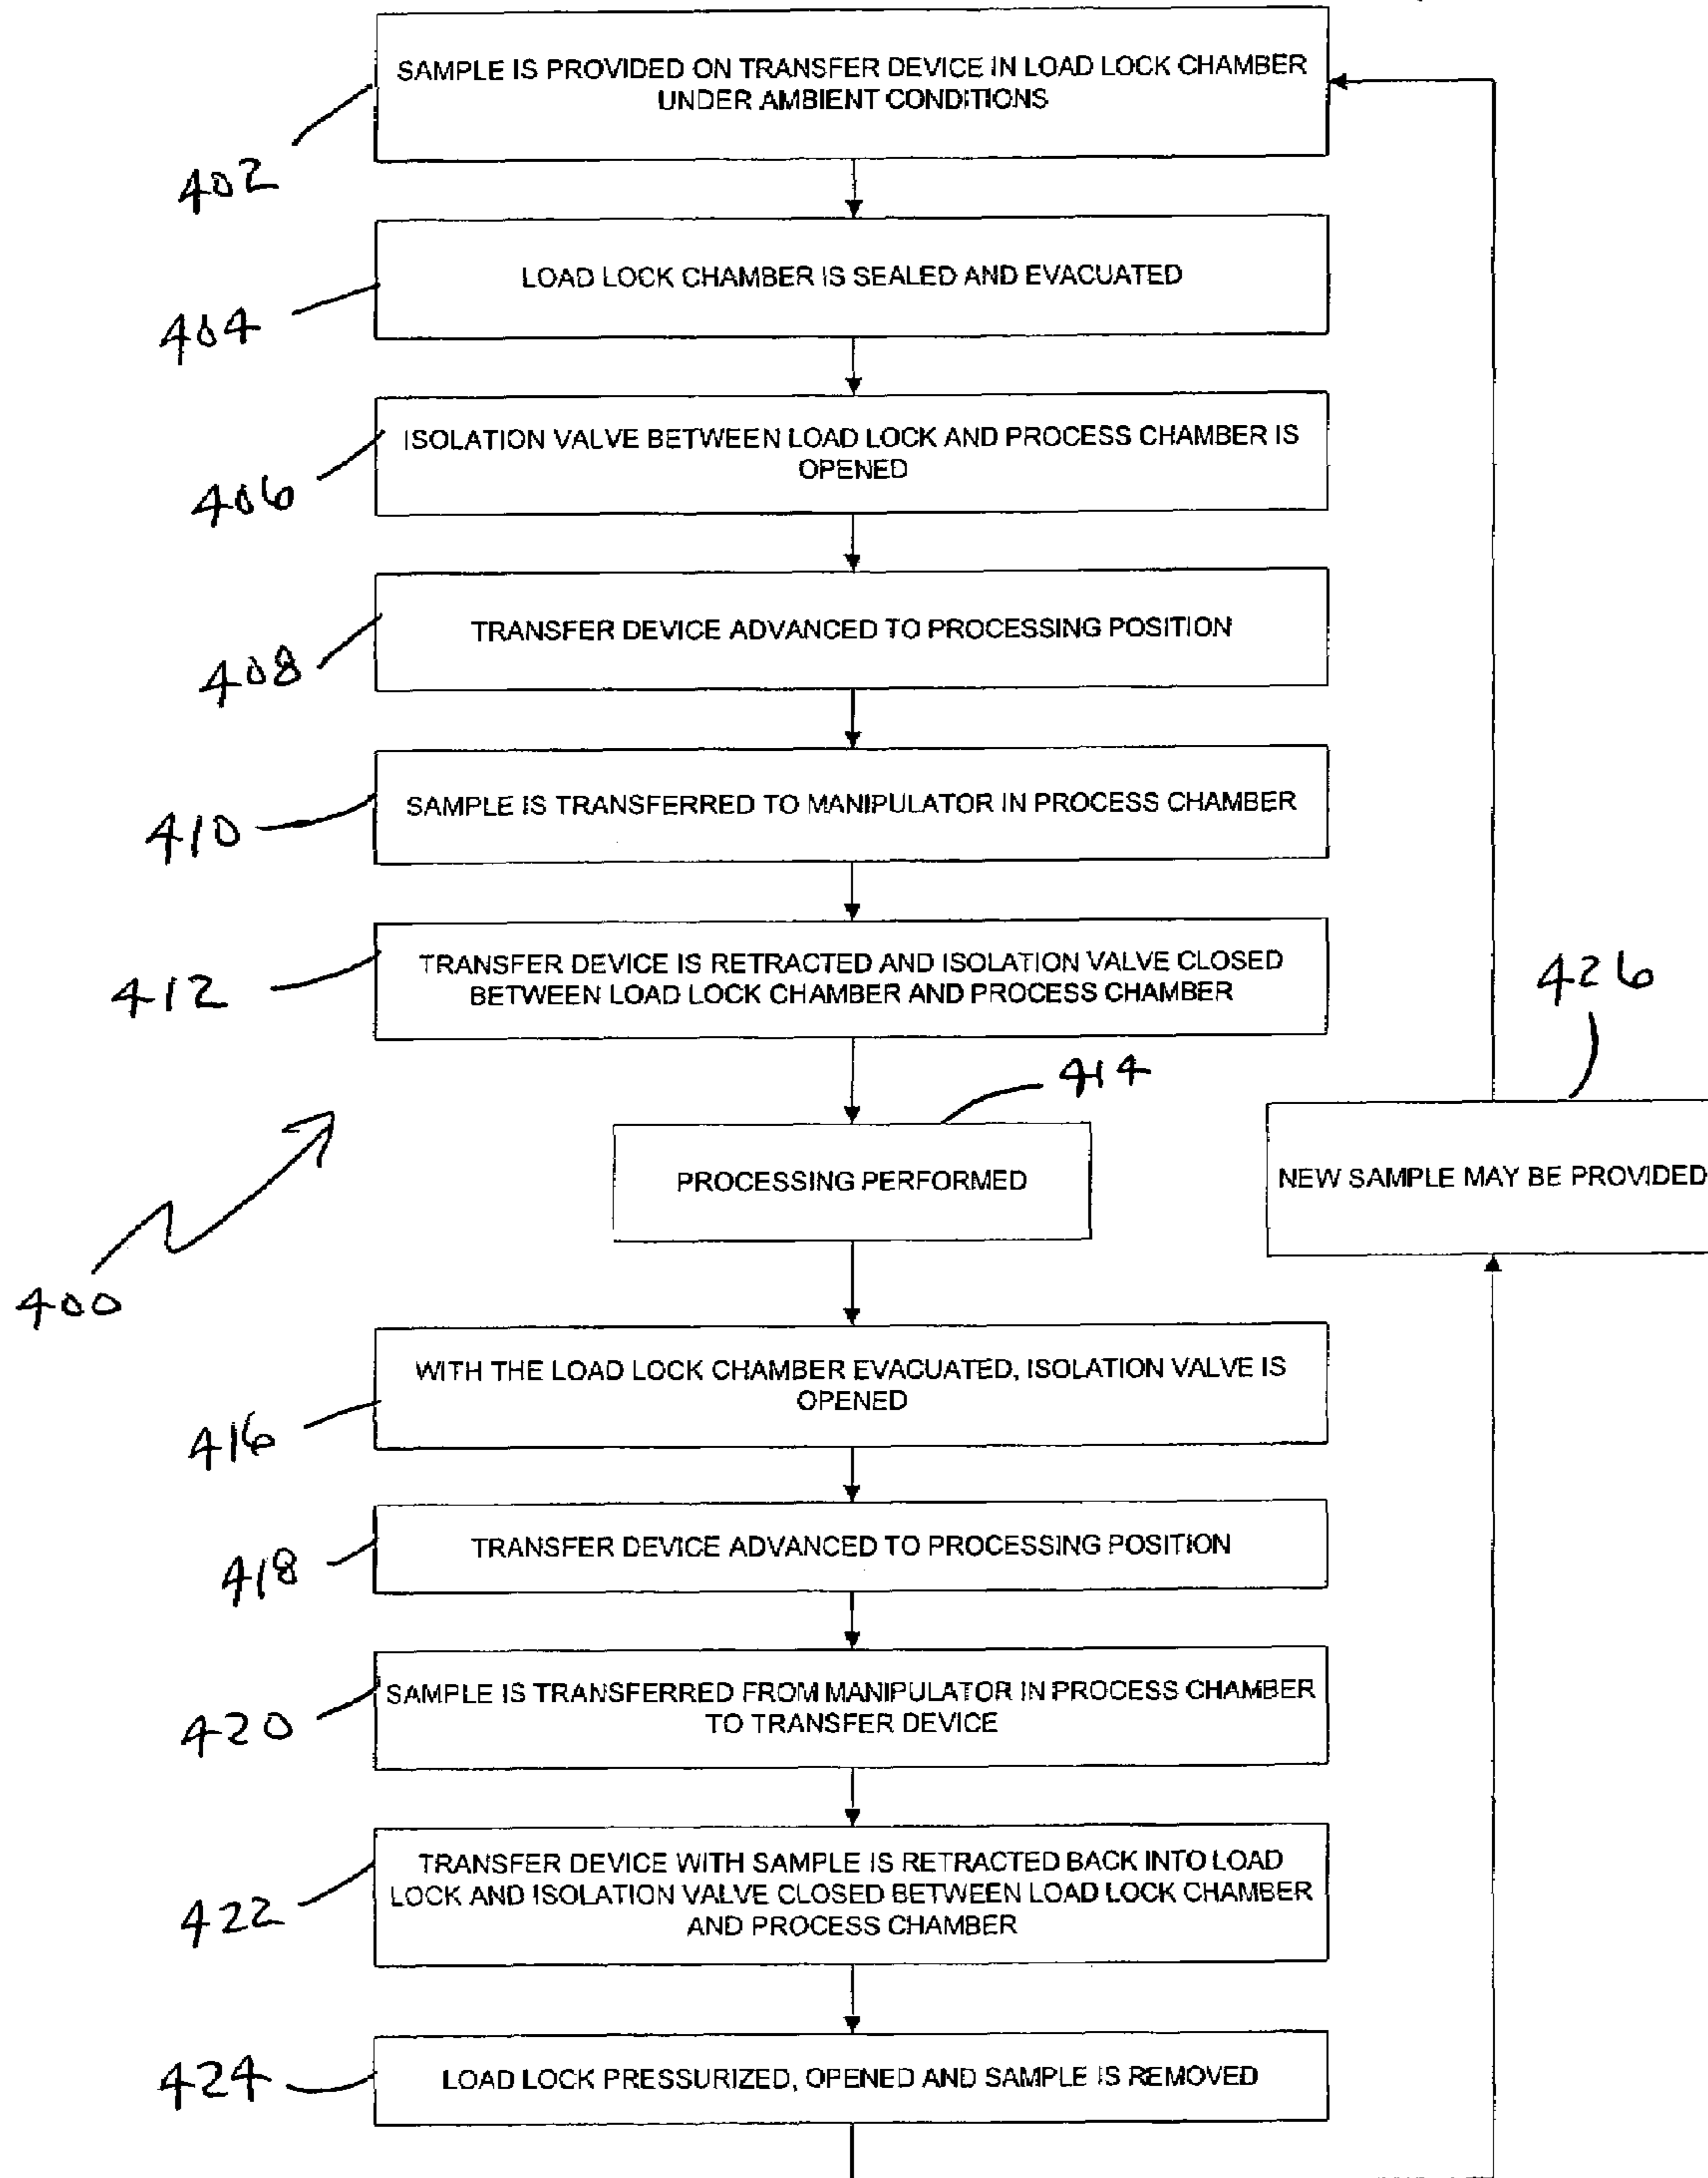 SAMPLE IS PROVIDED ON TRANSFER DEVICE IN LOAD LOCK CHAMBER
UNDER AMBIENT CONDITIONS
402
LOAD LOCK CHAMBER IS SEALED AND EVACUATED
404
ISOLATION VALVE BETWEEN LOAD LOCK AND PROCESS CHAMBER IS
OPENED
406
TRANSFER DEVICE ADVANCED TO PROCESSING POSITION
408
SAMPLE IS TRANSFERRED TO MANIPULATOR IN PROCESS CHAMBER
410
TRANSFER DEVICE IS RETRACTED AND ISOLATION VALVE CLOSED
BETWEEN LOAD LOCK CHAMBER AND PROCESS CHAMBER
412
426
414
PROCESSING PERFORMED
NEW SAMPLE MAY BE PROVIDED
400
WITH THE LOAD LOCK CHAMBER EVACUATED, ISOLATION VALVE IS
OPENED
416
TRANSFER DEVICE ADVANCED TO PROCESSING POSITION
418
SAMPLE IS TRANSFERRED FROM MANIPULATOR IN PROCESS CHAMBER
TO TRANSFER DEVICE
420
TRANSFER DEVICE WITH SAMPLE IS RETRACTED BACK INTO LOAD
LOCK AND ISOLATION VALVE CLOSED BETWEEN LOAD LOCK CHAMBER
AND PROCESS CHAMBER
422
LOAD LOCK PRESSURIZED, OPENED AND SAMPLE IS REMOVED
424